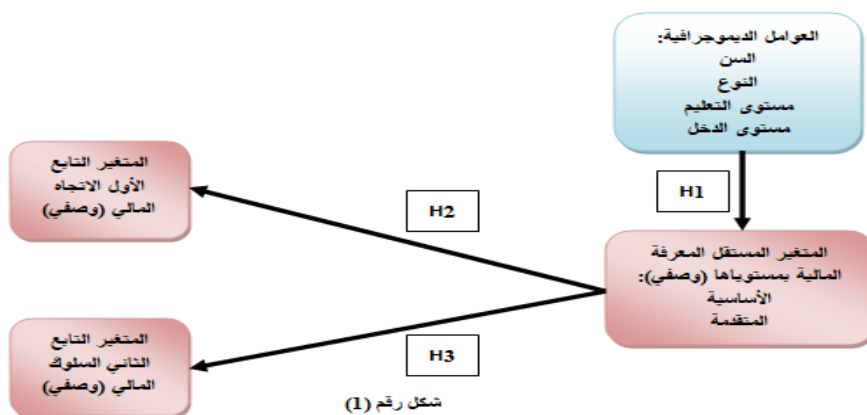 العوامل الديموجرافية:
السن
النوع
مستوى التعليم
مستوى الدخل
H1
المتغير المستقل المعرفة
المالية بمستوياها (وصفي):
الأساسية
المتقدمة
H2
المتغير التابع
الأول الاتجاه
المالي (وصفي)
H3
المتغير التابع
الثاني السلوك
المالي (وصفي)
شكل رقم (1)